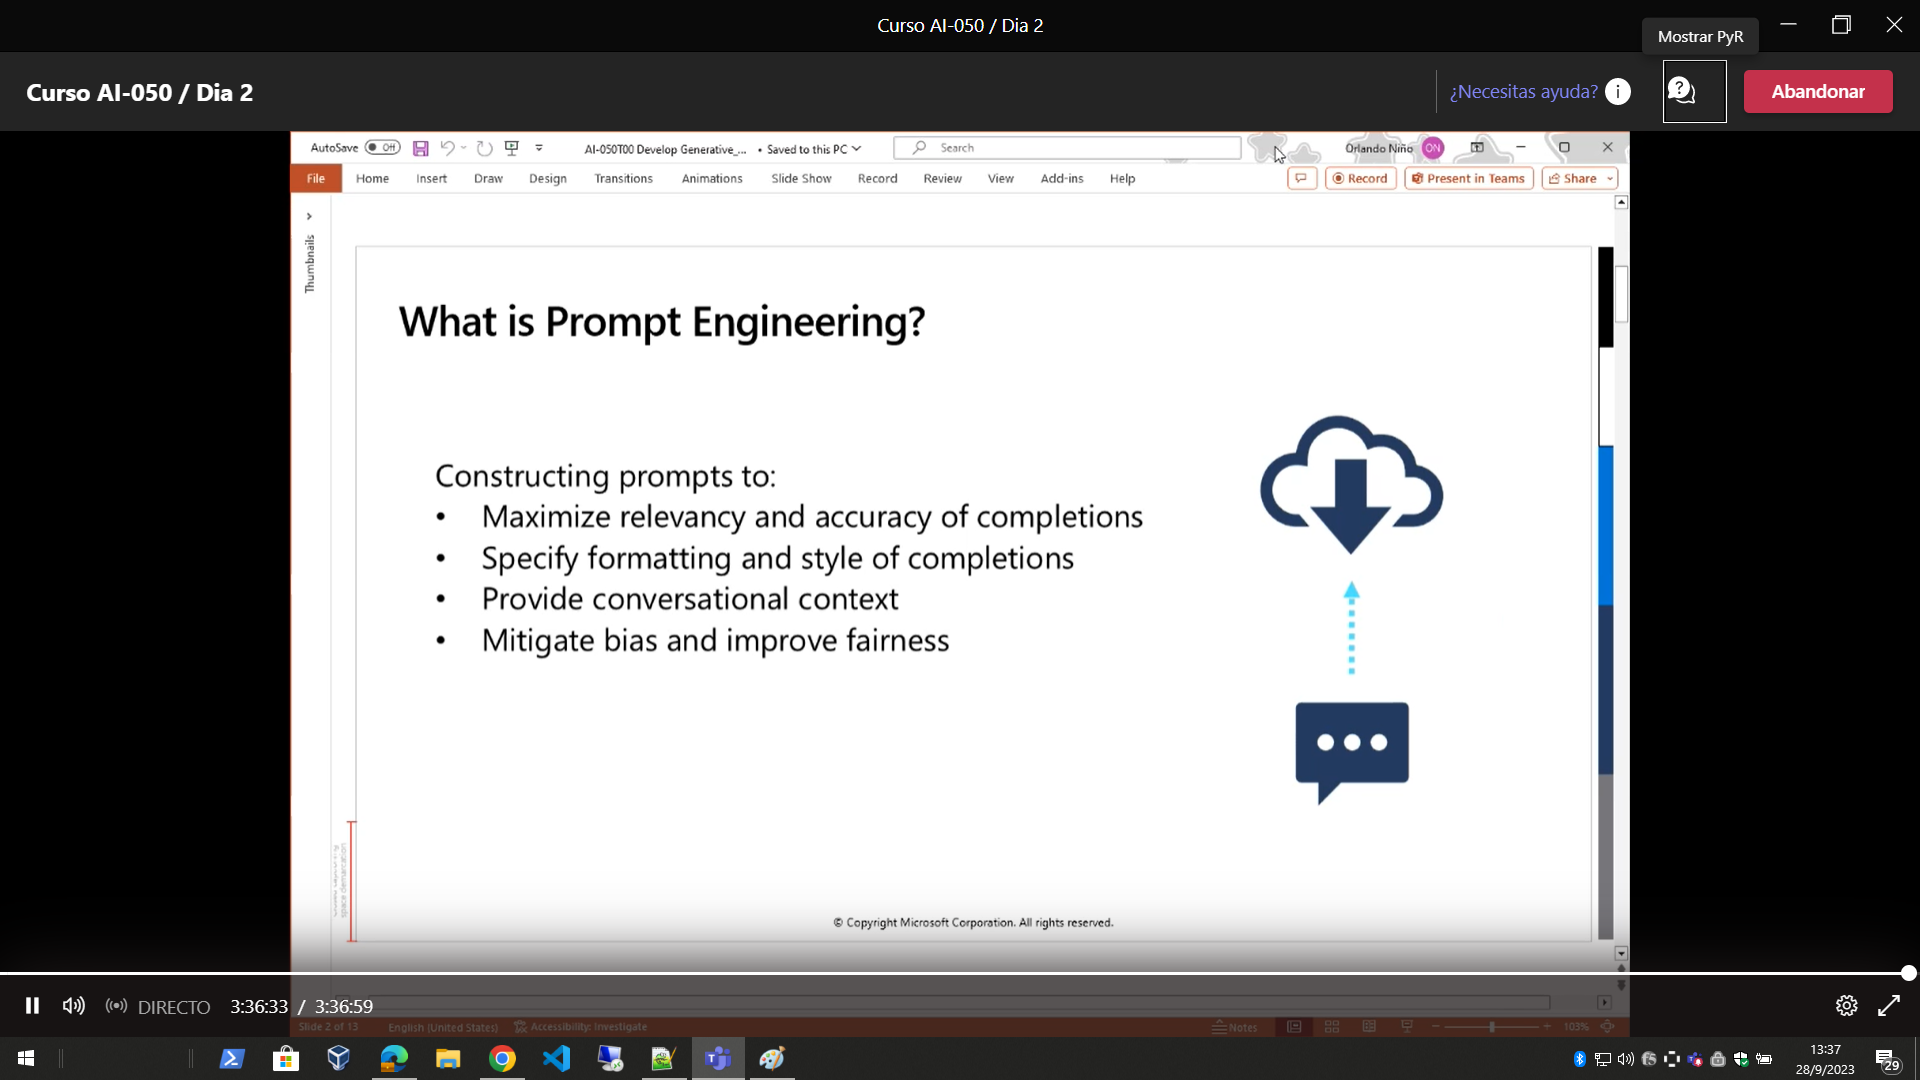 Curso AI-050 / Dia 2
Mostrar PyR
Curso AI-050 / Dia 2
¿Necesitas ayuda?
Abandonar
AutoSave Off
AI-050T00 Develop Generative_... • Saved to this PC
Search
Orlando Niño ON
File Home Insert Draw Design Transitions Animations Slide Show Record Review View Add-ins Help
Record Present in Teams Share
Thumbnails
What is Prompt Engineering?
Constructing prompts to:
• Maximize relevancy and accuracy of completions
• Specify formatting and style of completions
• Provide conversational context
• Mitigate bias and improve fairness
space demarcation
© Copyright Microsoft Corporation. All rights reserved.
DIRECTO 3:36:33 / 3:36:59
Slide 2 of 13 English (United States) Accessibility: Investigate
Notes 103%
13:37
28/9/2023
29